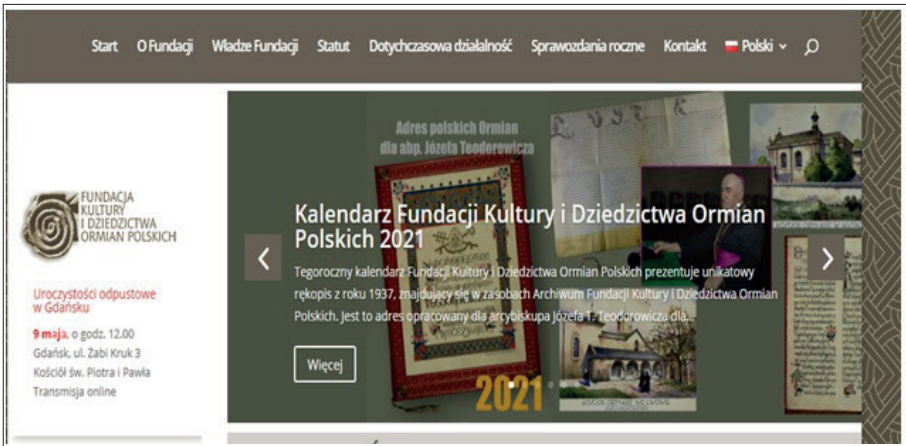 Start O Fundacji Władze Fundacji Statut Dotychczasowa działalność Sprawozdania roczne Kontakt Polski
FUNDACJA
KULTURY
I DZIEDZICTWA
ORMIAN POLSKICH
Uroczystości odpustowe
w Gdańsku
9 maja, o godz. 12.00
Gdańsk, ul. Żabi Kruk 3
Kościół św. Piotra i Pawła
Transmisja online
Adres polskich Ormian
dla abp. Józefa Teodorowicza
Kalendarz Fundacji Kultury i Dziedzictwa Ormian
Polskich 2021
Tegoroczny kalendarz Fundacji Kultury i Dziedzictwa Ormian Polskich prezentuje unikatowy
rękopis z roku 1937, znajdujący się w zasobach Archiwum Fundacji Kultury i Dziedzictwa Ormian
Polskich. Jest to adres opracowany dla arcybiskupa Józefa T. Teodorowicza dla...
Więcej
2021